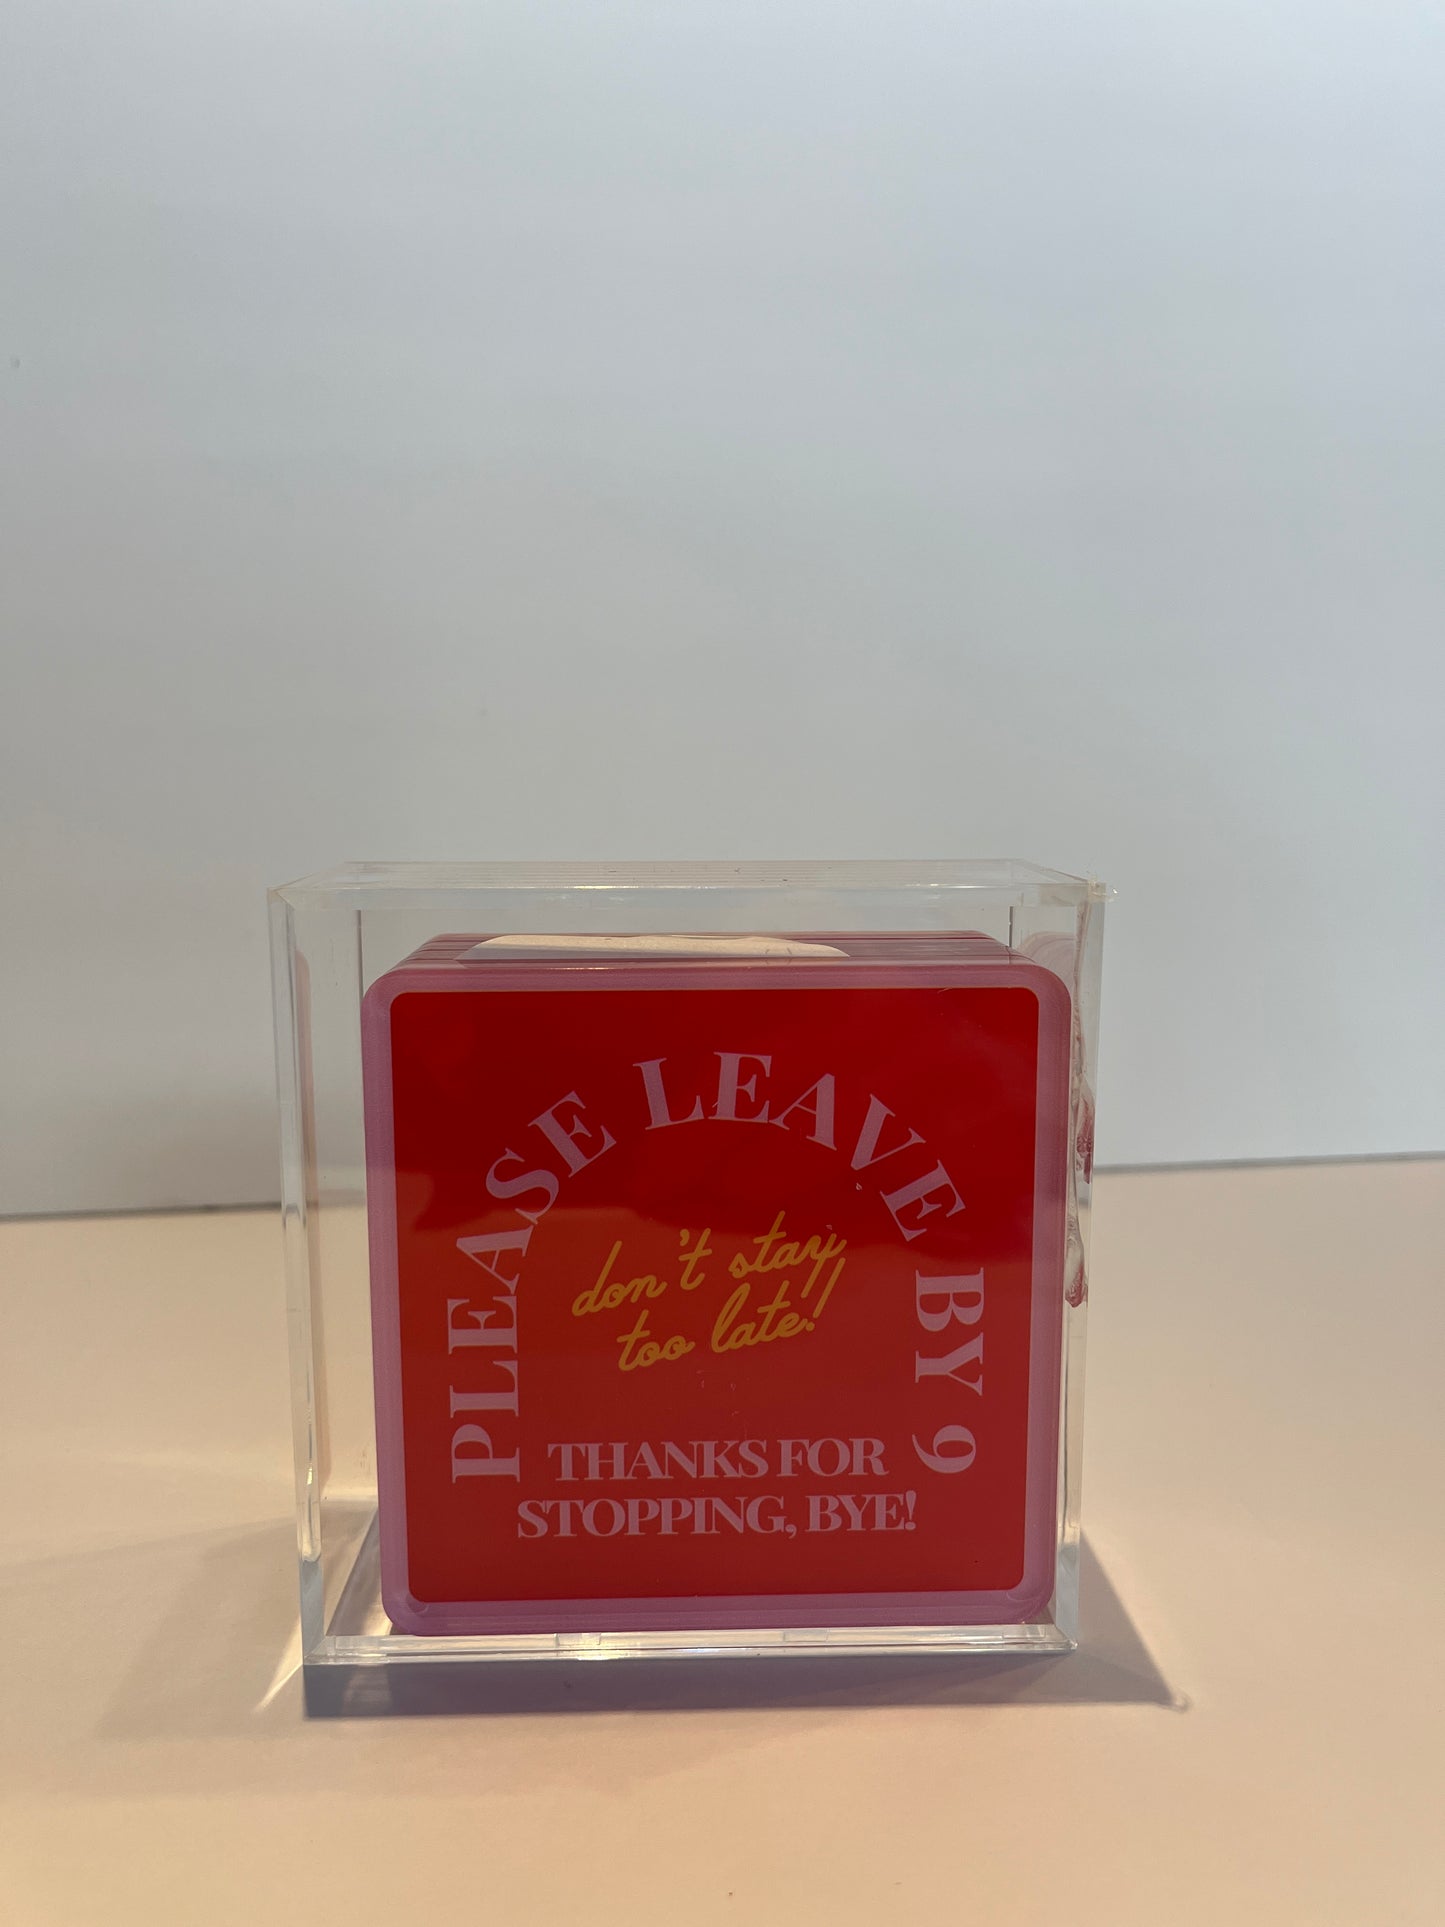 PLEASE LEAVE BY 9
don't stay
too late!
THANKS FOR
STOPPING, BYE!